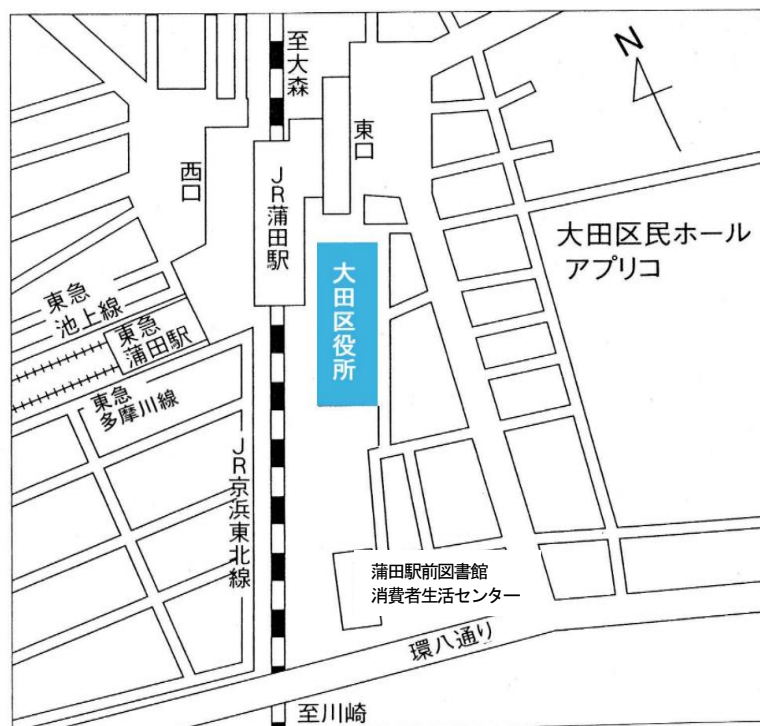 至大森
N
東口
西口
JR蒲田駅
大田区民ホール
アプリコ
大田区役所
東急
池上線
東急
蒲田駅
東急
多摩川線
JR京浜東北線
蒲田駅前図書館
消費者生活センター
環八通り
至川崎